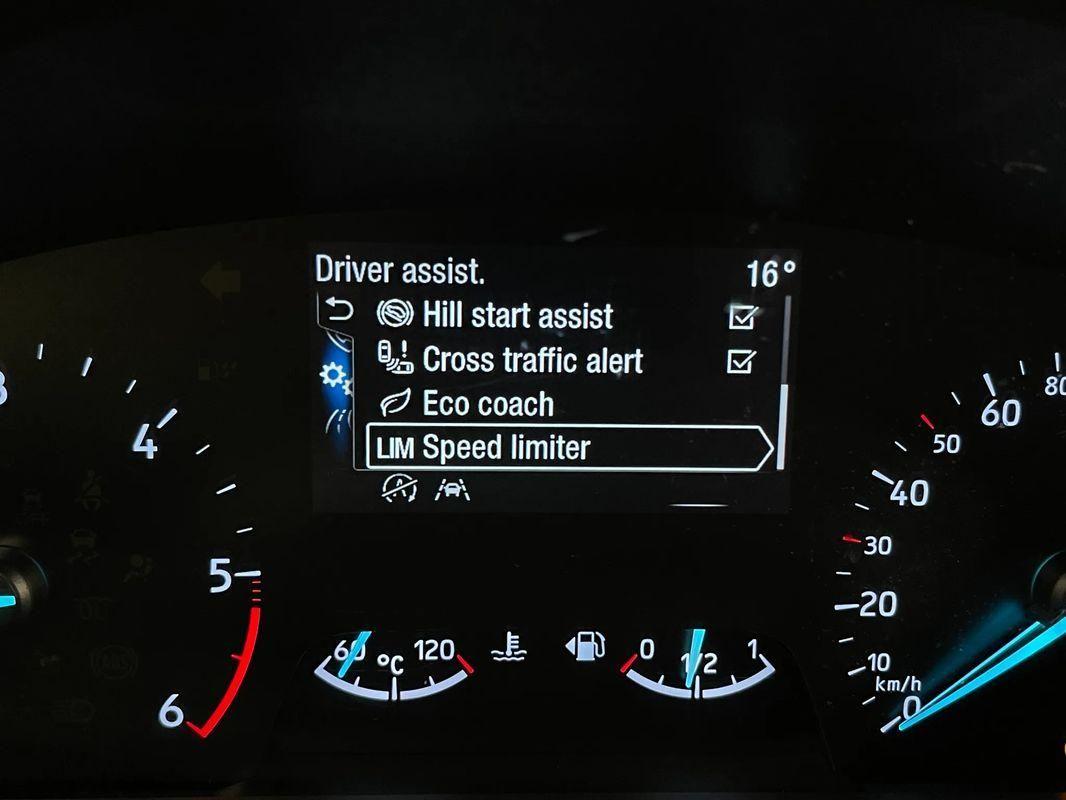 Driver assist. 16°
Hill start assist
Cross traffic alert
Eco coach
LIM Speed limiter
4
5
6
60 °C 120
0 1/2 1
80
60
50
40
30
20
10
km/h
0